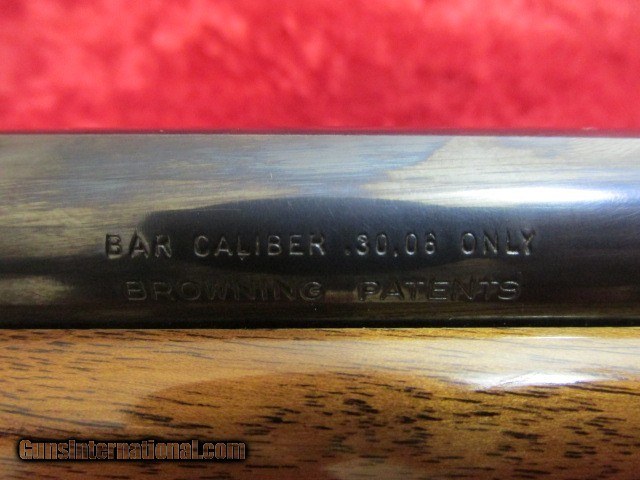 BAR CALIBER .30,06 ONLY
BROWNING PATENTS
GunsInternational.com